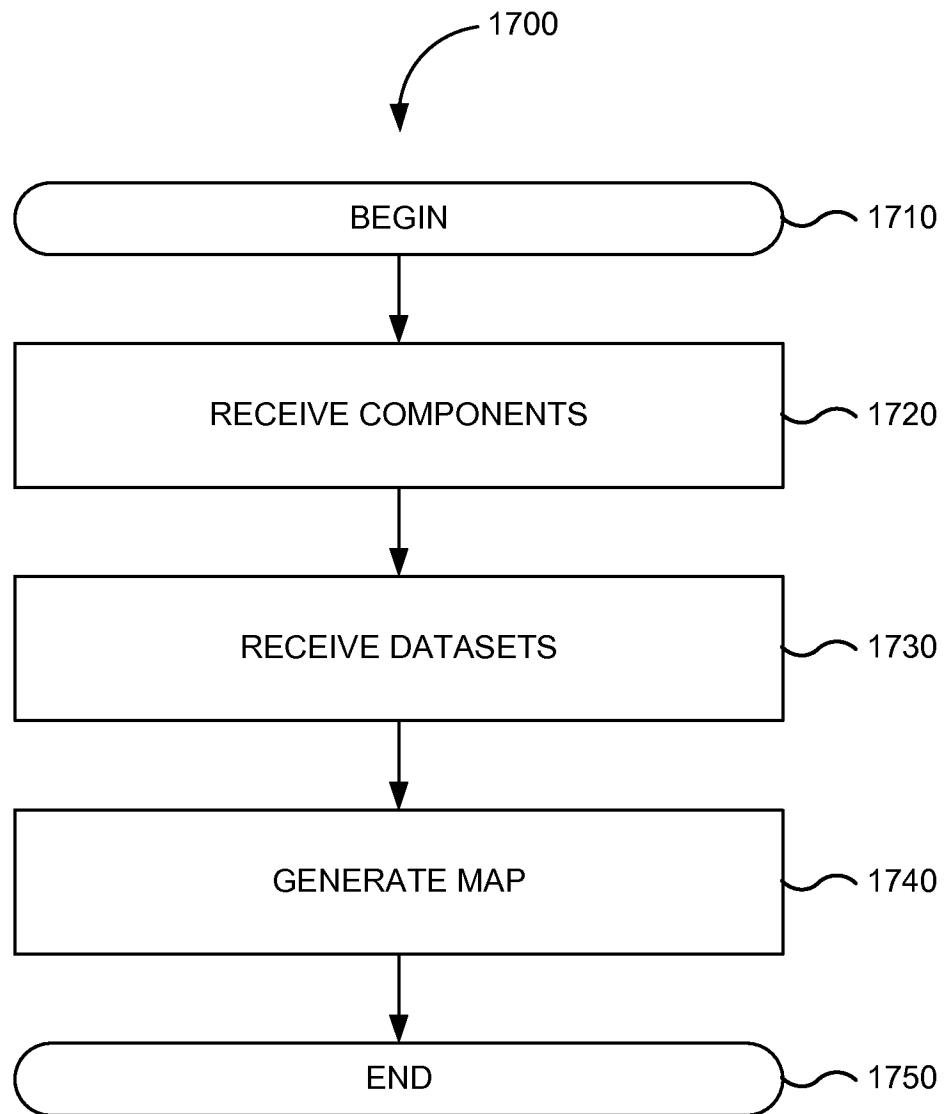 1700
BEGIN
1710
RECEIVE COMPONENTS
1720
RECEIVE DATASETS
1730
GENERATE MAP
1740
END
1750